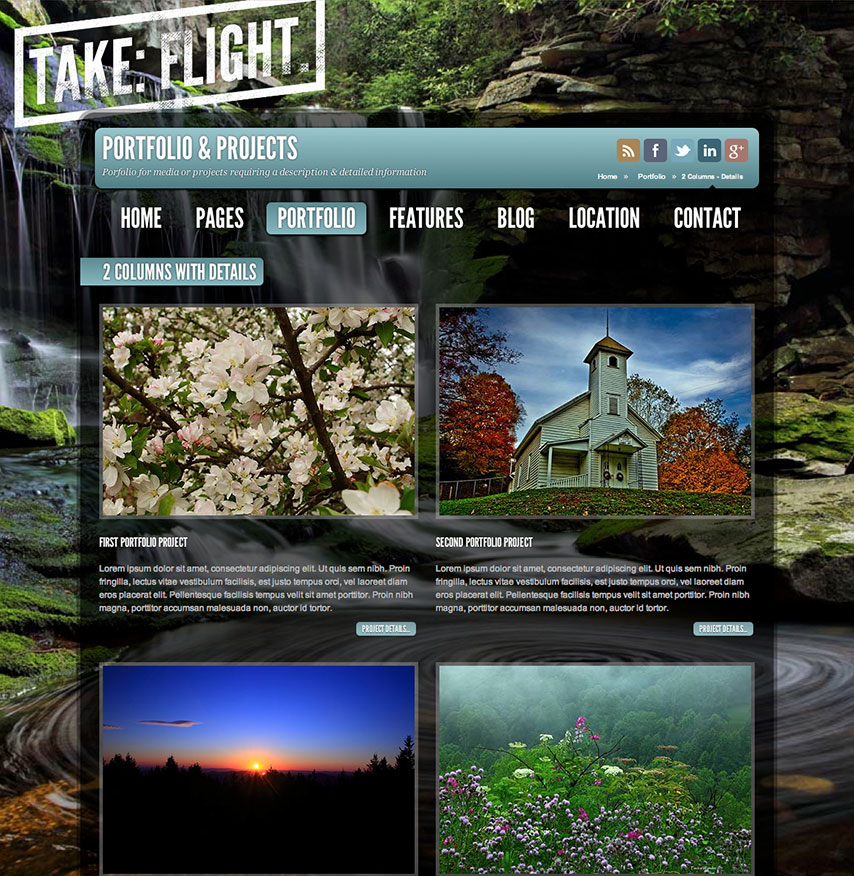 TAKE: FLIGHT.
PORTFOLIO & PROJECTS
Porfolio for media or projects requiring a description & detailed information
f in g+
Home » Portfolio » 2 Columns - Details
HOME PAGES PORTFOLIO FEATURES BLOG LOCATION CONTACT
2 COLUMNS WITH DETAILS
FIRST PORTFOLIO PROJECT
Lorem ipsum dolor sit amet, consectetur adipiscing elit. Ut quis sem nibh. Proin
fringilla, lectus vitae vestibulum facilisis, est justo tempus orci, vel laoreet diam
eros placerat elit. Pellentesque facilisis tempus velit sit amet porttitor. Proin nibh
magna, porttitor accumsan malesuada non, auctor id tortor.
PROJECT DETAILS...
SECOND PORTFOLIO PROJECT
Lorem ipsum dolor sit amet, consectetur adipiscing elit. Ut quis sem nibh. Proin
fringilla, lectus vitae vestibulum facilisis, est justo tempus orci, vel laoreet diam
eros placerat elit. Pellentesque facilisis tempus velit sit amet porttitor. Proin nibh
magna, porttitor accumsan malesuada non, auctor id tortor.
PROJECT DETAILS...